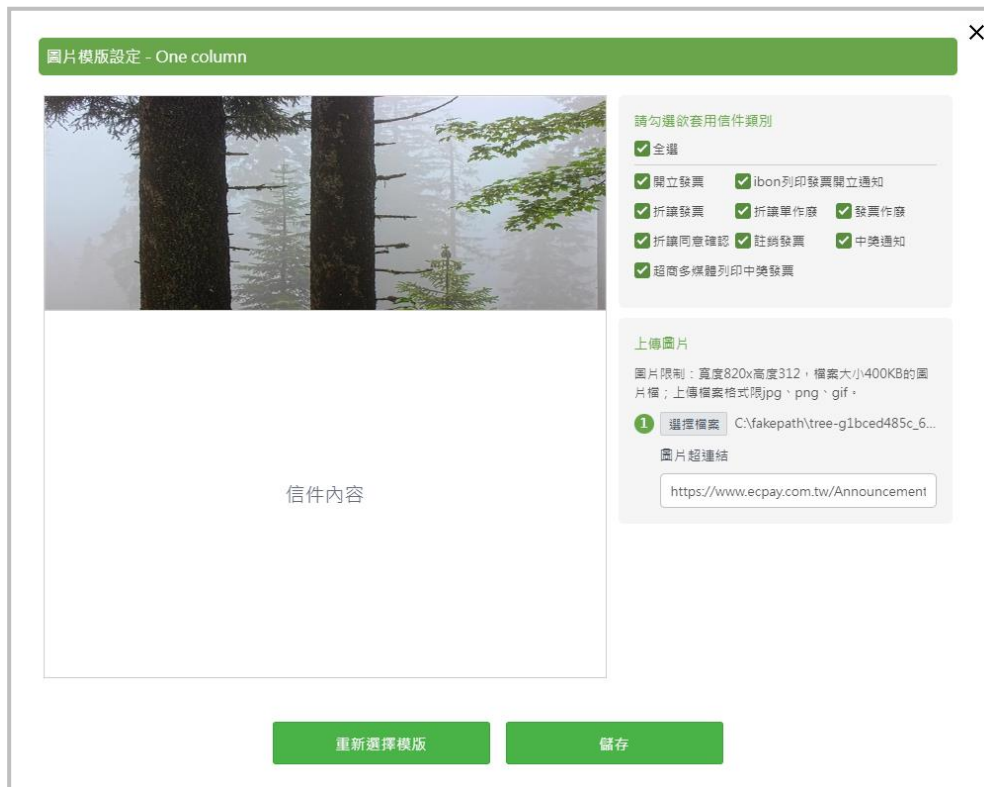 圖片模版設定 - One column
請勾選欲套用信件類別
全選
開立發票 ibon列印發票開立通知
折讓發票 折讓單作廢 發票作廢
折讓同意確認 註銷發票 中獎通知
超商多媒體列印中獎發票
上傳圖片
圖片限制：寬度820x高度312，檔案大小400KB的圖
片檔；上傳檔案格式限jpg、png、gif。
1 選擇檔案 C:\fakepath\tree-g1bced485c_6...
圖片超連結
https://www.ecpay.com.tw/Announcement
信件內容
重新選擇模版 儲存